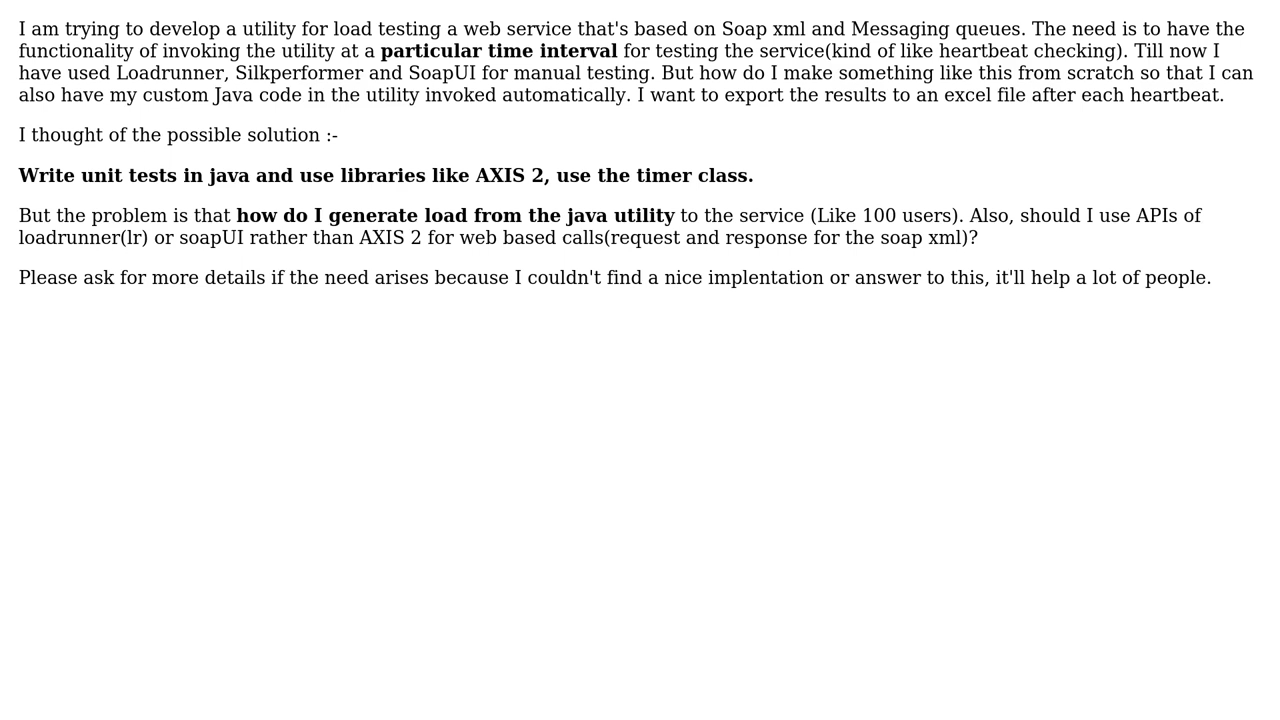 I am trying to develop a utility for load testing a web service that's based on Soap xml and Messaging queues. The need is to have the
functionality of invoking the utility at a particular time interval for testing the service(kind of like heartbeat checking). Till now I
have used Loadrunner, Silkperformer and SoapUI for manual testing. But how do I make something like this from scratch so that I can
also have my custom Java code in the utility invoked automatically. I want to export the results to an excel file after each heartbeat.
I thought of the possible solution :-
Write unit tests in java and use libraries like AXIS 2, use the timer class.
But the problem is that how do I generate load from the java utility to the service (Like 100 users). Also, should I use APIs of
loadrunner(lr) or soapUI rather than AXIS 2 for web based calls(request and response for the soap xml)?
Please ask for more details if the need arises because I couldn't find a nice implentation or answer to this, it'll help a lot of people.